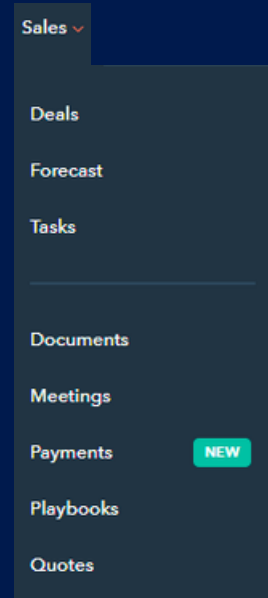 Sales
Deals
Forecast
Tasks
Documents
Meetings
Payments NEW
Playbooks
Quotes